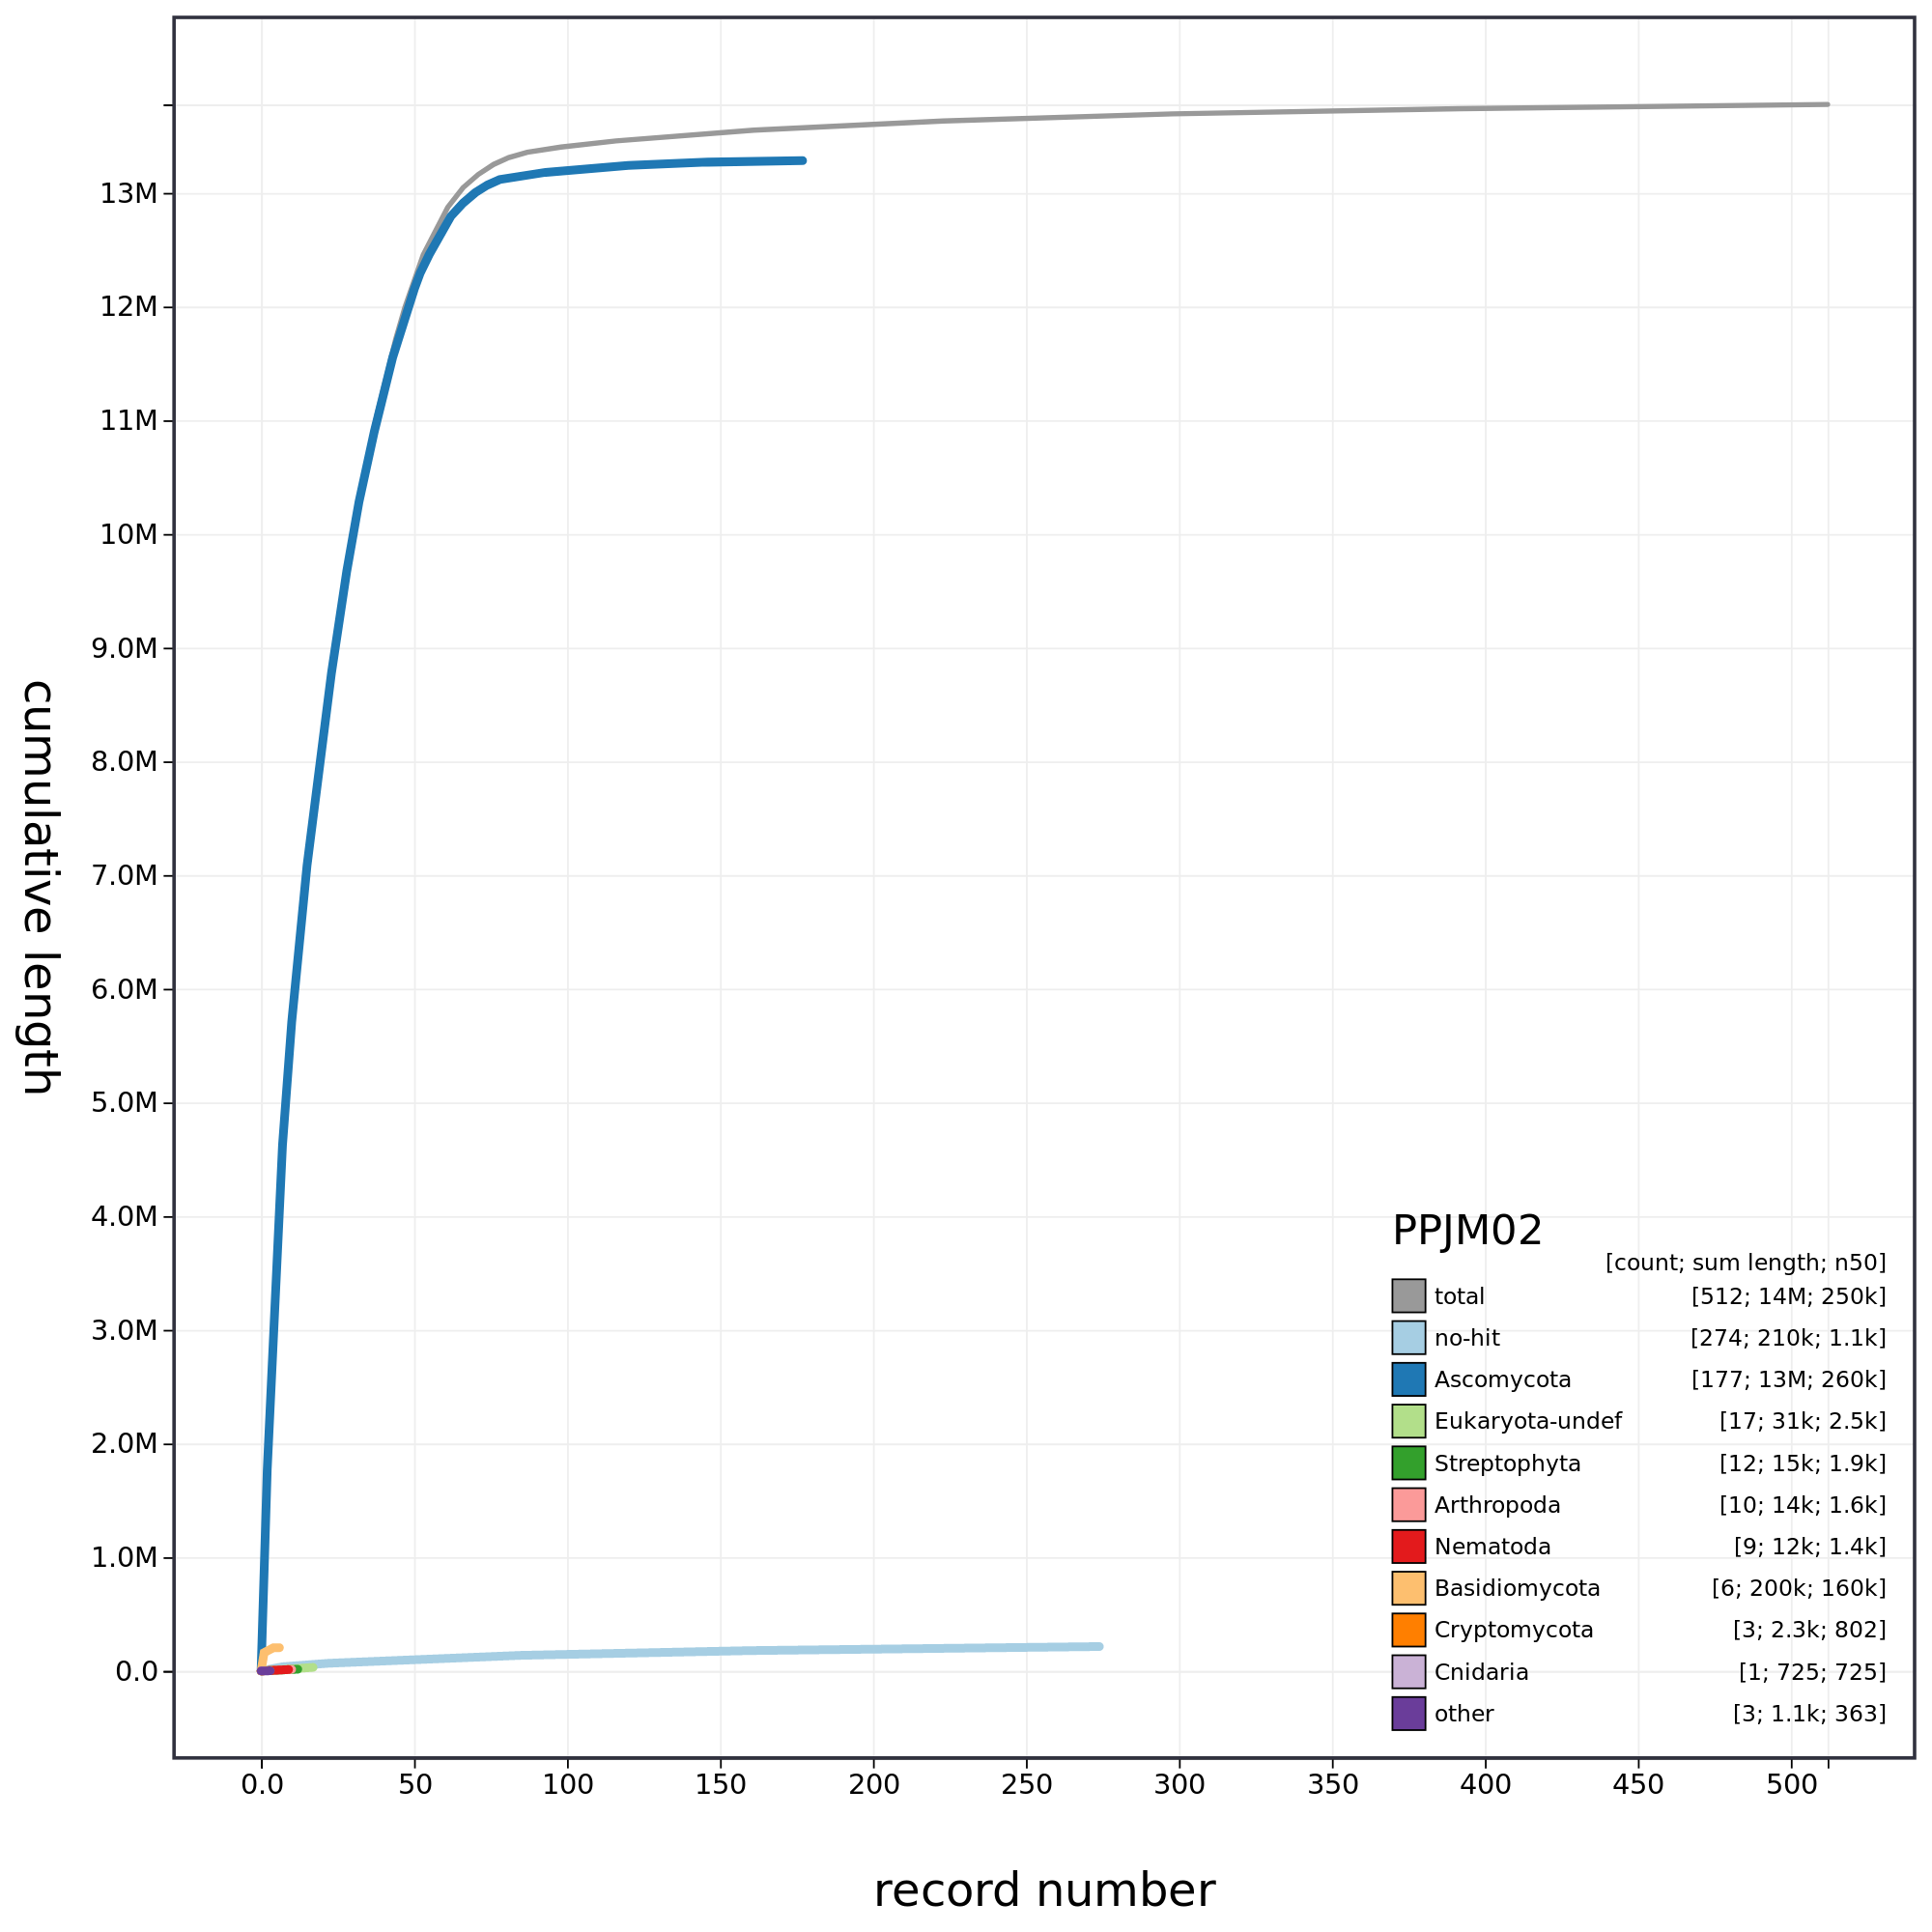 cumulative length
13M
12M
11M
10M
9.0M
8.0M
7.0M
6.0M
5.0M
4.0M
3.0M
2.0M
1.0M
0.0
PPJM02
[count; sum length; n50]
total [512; 14M; 250k]
no-hit [274; 210k; 1.1k]
Ascomycota [177; 13M; 260k]
Eukaryota-undef [17; 31k; 2.5k]
Streptophyta [12; 15k; 1.9k]
Arthropoda [10; 14k; 1.6k]
Nematoda [9; 12k; 1.4k]
Basidiomycota [6; 200k; 160k]
Cryptomycota [3; 2.3k; 802]
Cnidaria [1; 725; 725]
other [3; 1.1k; 363]
0.0 50 100 150 200 250 300 350 400 450 500
record number